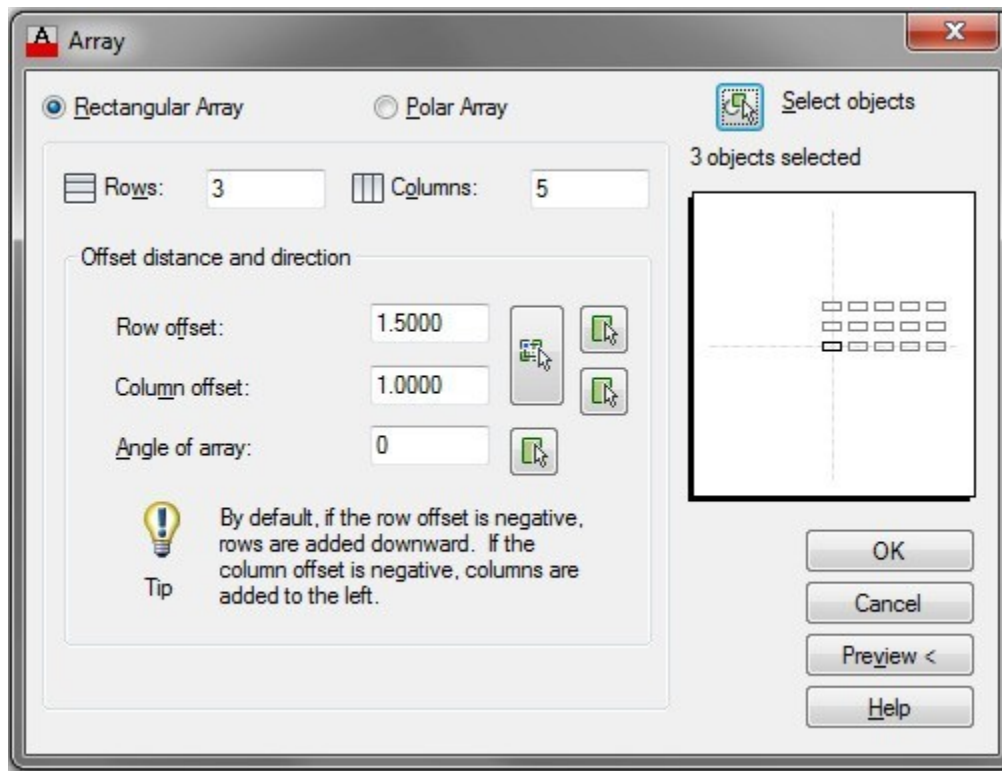 A Array X
Rectangular Array Polar Array Select objects
3 objects selected
Rows: 3 Columns: 5
Offset distance and direction
Row offset: 1.5000
Column offset: 1.0000
Angle of array: 0
By default, if the row offset is negative,
rows are added downward. If the
column offset is negative, columns are
added to the left.
Tip
OK
Cancel
Preview <
Help